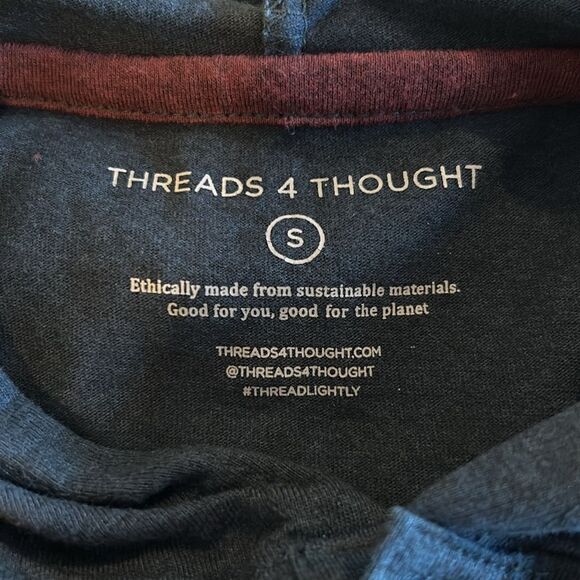 THREADS 4 THOUGHT
S
Ethically made from sustainable materials.
Good for you, good for the planet
THREADS4THOUGHT.COM
@THREADS4THOUGHT
#THREADLIGHTLY